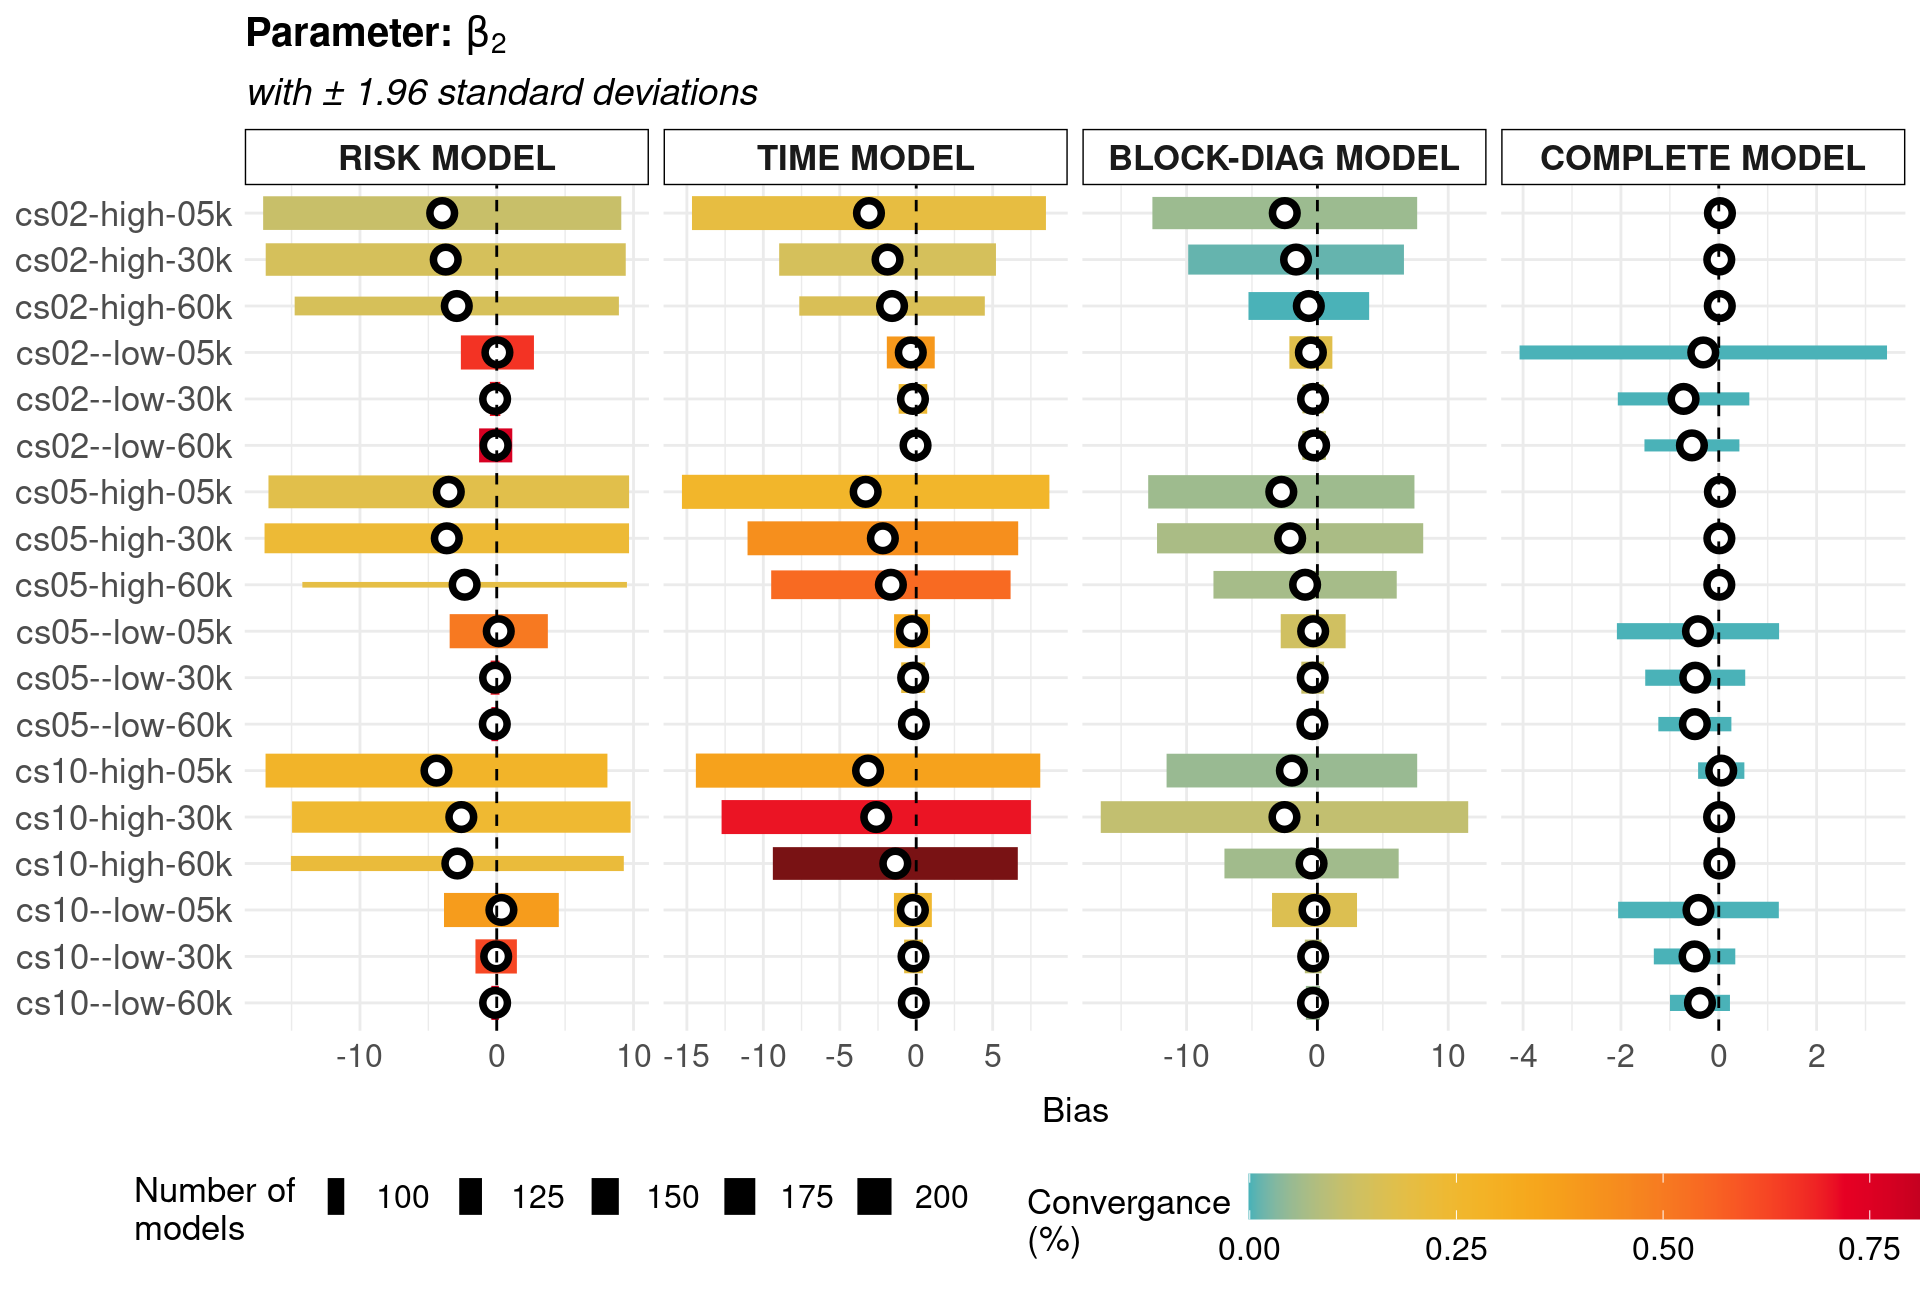 Parameter: β₂
with ± 1.96 standard deviations
RISK MODEL TIME MODEL BLOCK-DIAG MODEL COMPLETE MODEL
cs02-high-05k
cs02-high-30k
cs02-high-60k
cs02--low-05k
cs02--low-30k
cs02--low-60k
cs05-high-05k
cs05-high-30k
cs05-high-60k
cs05--low-05k
cs05--low-30k
cs05--low-60k
cs10-high-05k
cs10-high-30k
cs10-high-60k
cs10--low-05k
cs10--low-30k
cs10--low-60k
-10 0 10 -15 -10 -5 0 5 -10 0 10 -4 -2 0 2
Bias
Number of
models
100 125 150 175 200
Convergance
(%)
0.00 0.25 0.50 0.75